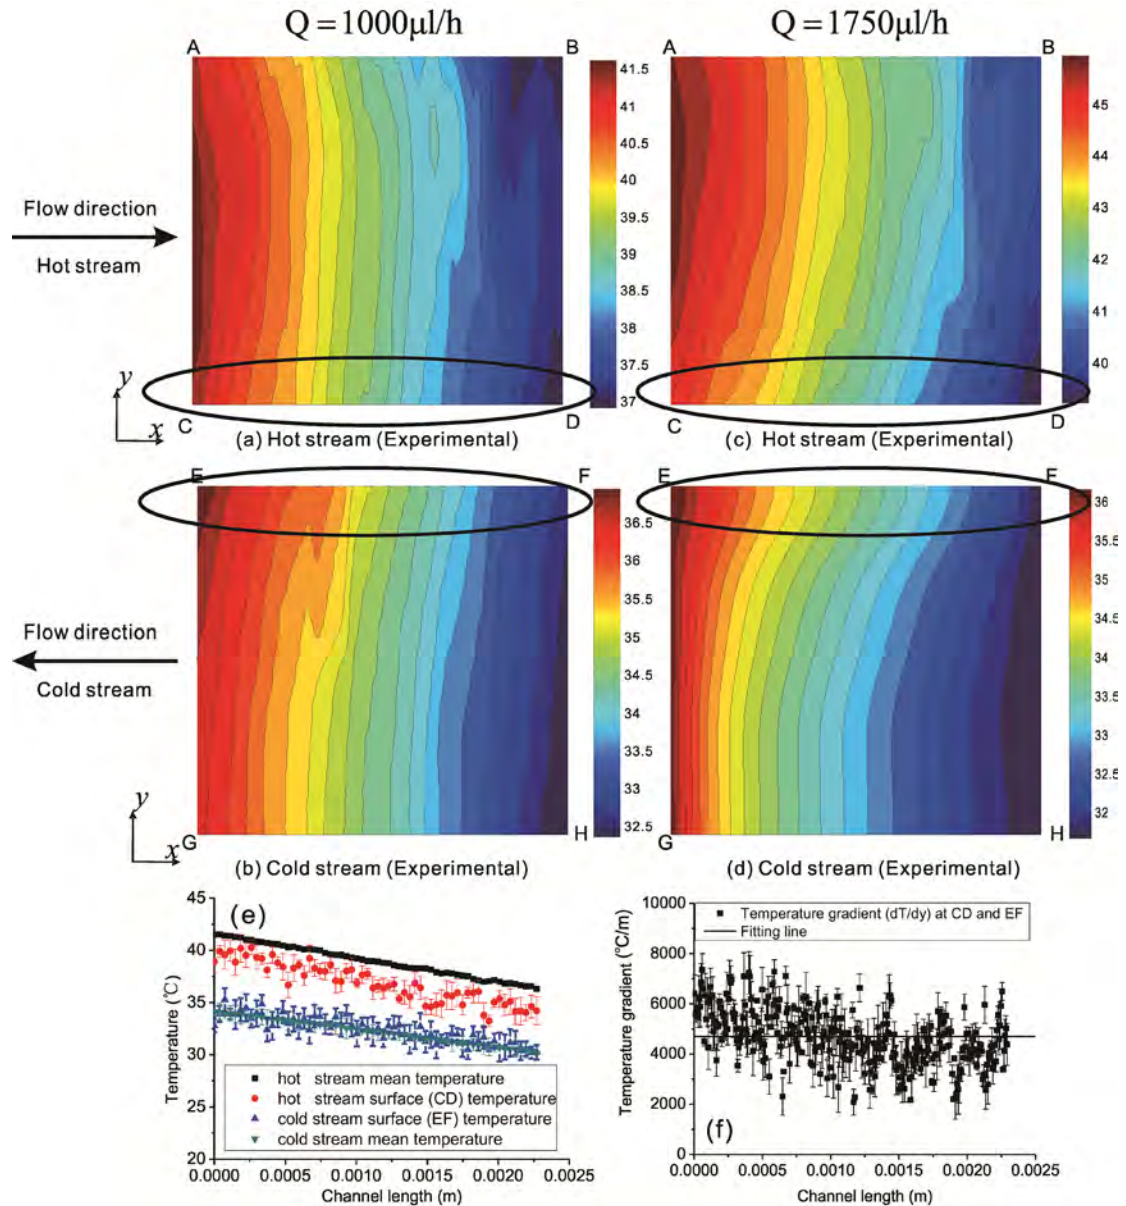 Q = 1000μl/h
Q = 1750μl/h
A
B
A
B
41.5
41
40.5
40
39.5
39
38.5
38
37.5
37
45
44
43
42
41
40
Flow direction
Hot stream
y
x
C
D
C
D
(a) Hot stream (Experimental)
(c) Hot stream (Experimental)
E
F
E
F
36.5
36
35.5
35
34.5
34
33.5
33
32.5
36
35.5
35
34.5
34
33.5
33
32.5
32
Flow direction
Cold stream
y
x
G
H
G
H
(b) Cold stream (Experimental)
(d) Cold stream (Experimental)
(e)
45
40
35
30
25
20
Temperature (℃)
hot stream mean temperature
hot stream surface (CD) temperature
cold stream surface (EF) temperature
cold stream mean temperature
0.0000 0.0005 0.0010 0.0015 0.0020 0.0025
Channel length (m)
Temperature gradient (dT/dy) at CD and EF
Fitting line
10000
8000
6000
4000
2000
0
Temperature gradient (℃/m)
(f)
0.0000 0.0005 0.0010 0.0015 0.0020 0.0025
Channel length (m)